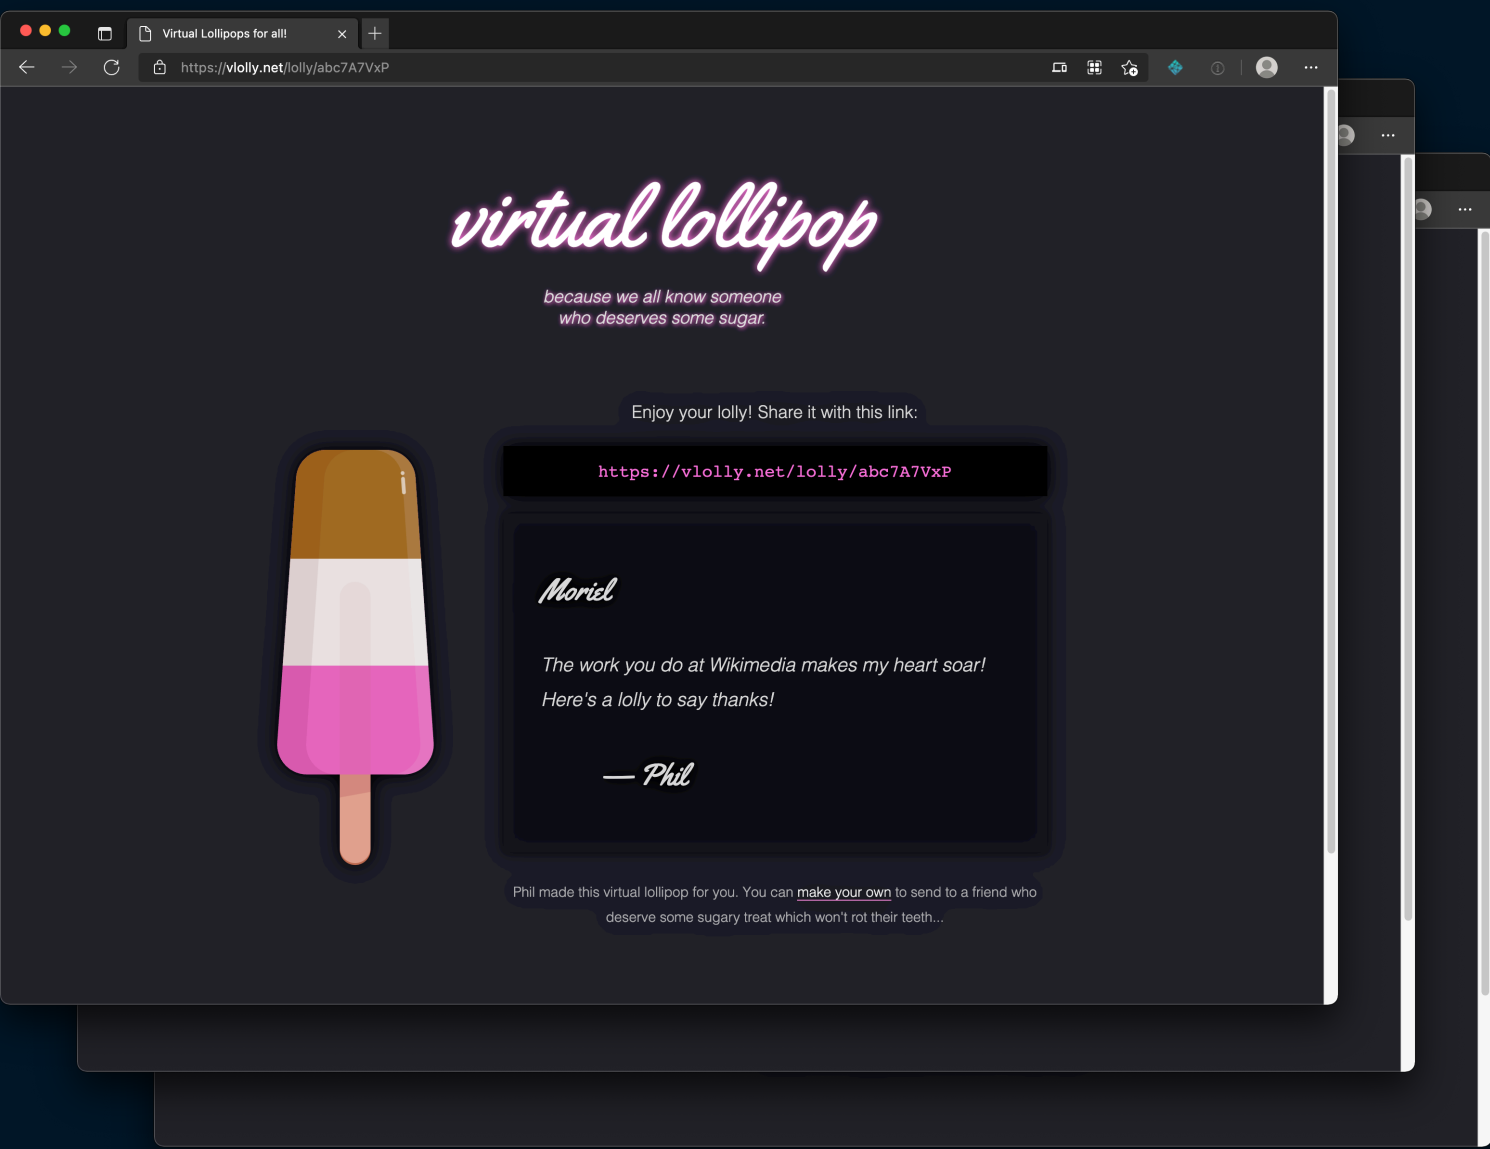 Virtual Lollipops for all!
https://vlolly.net/lolly/abc7A7VxP
virtual lollipop
because we all know someone
who deserves some sugar.
Enjoy your lolly! Share it with this link:
https://vlolly.net/lolly/abc7A7VxP
Moriel
The work you do at Wikimedia makes my heart soar!
Here's a lolly to say thanks!
— Phil
Phil made this virtual lollipop for you. You can make your own to send to a friend who
deserve some sugary treat which won't rot their teeth...